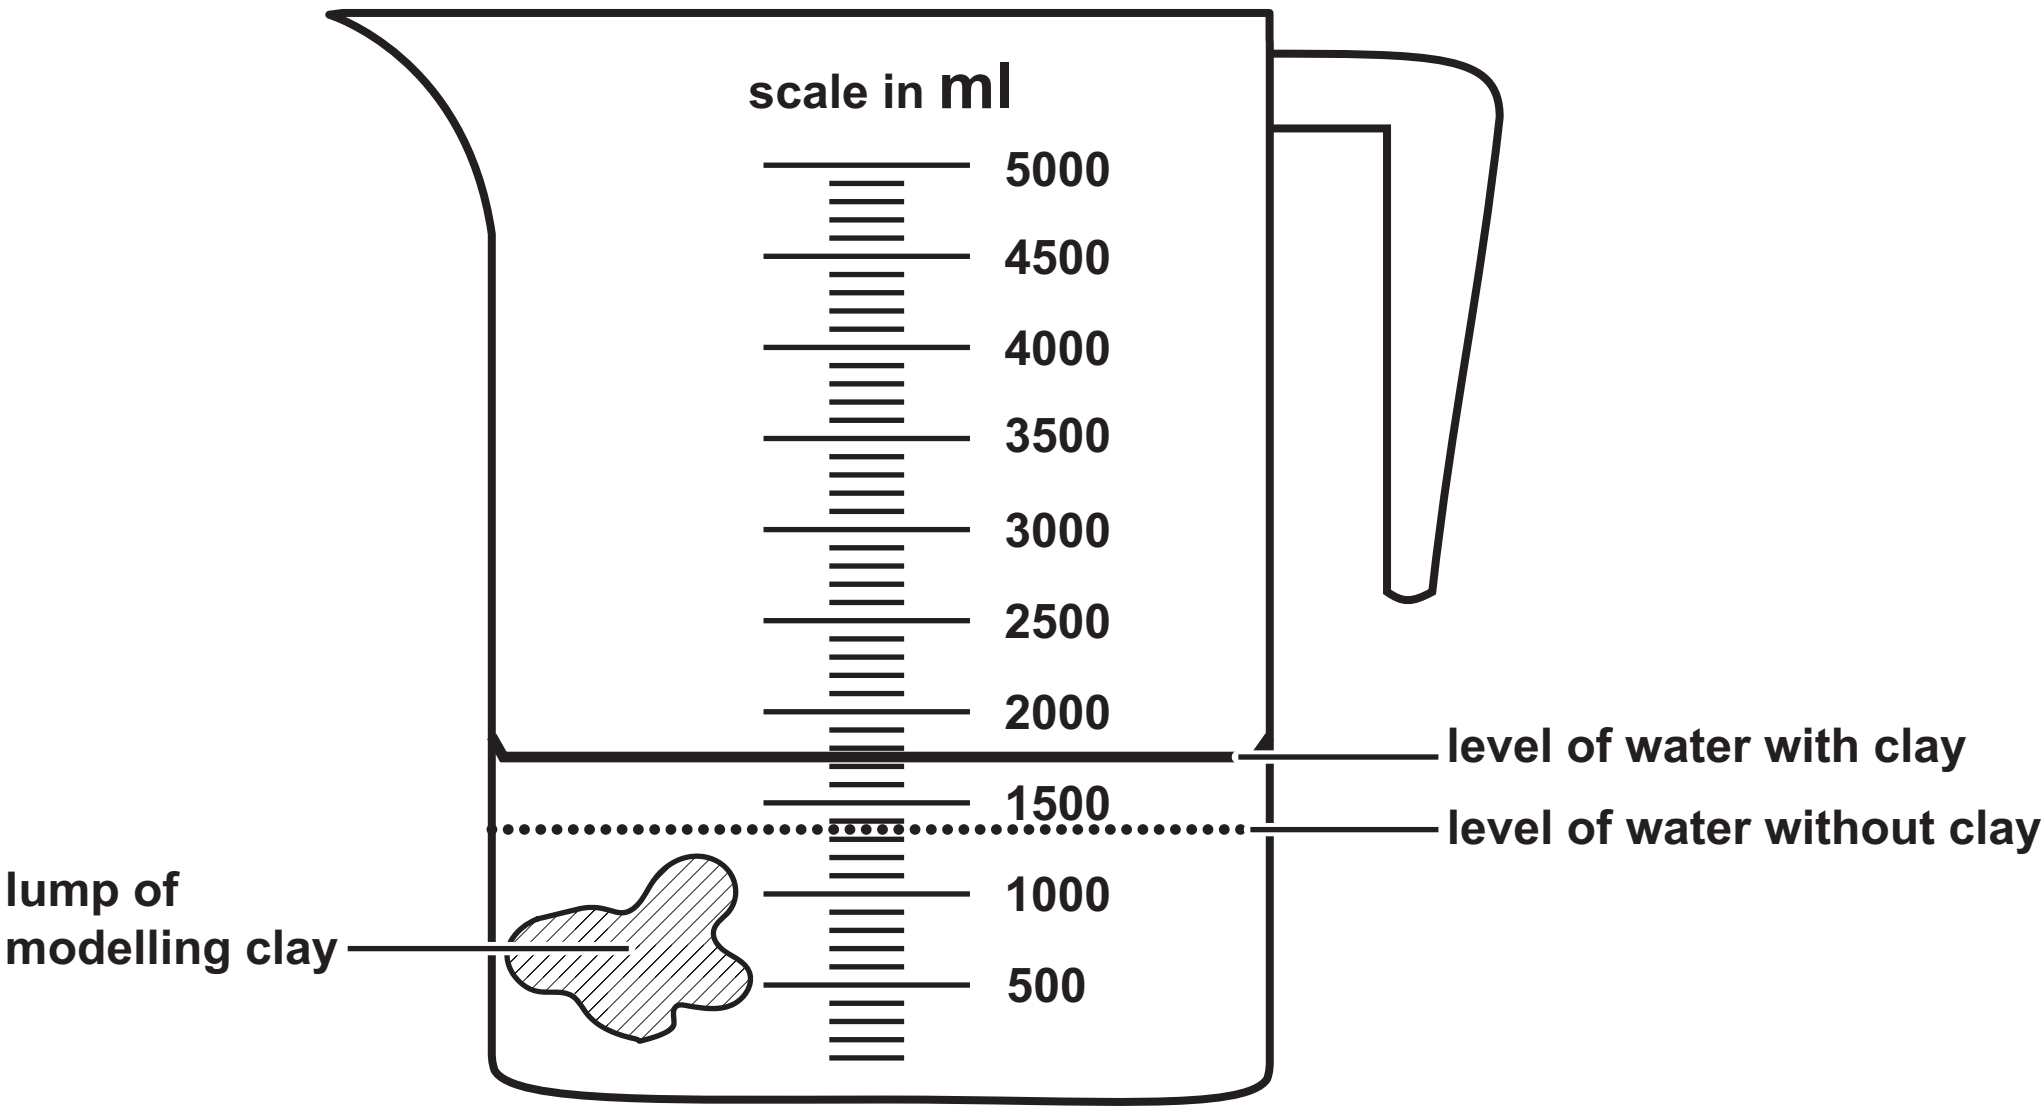 scale in ml
5000
4500
4000
3500
3000
2500
2000
level of water with clay
1500
level of water without clay
lump of
modelling clay
1000
500